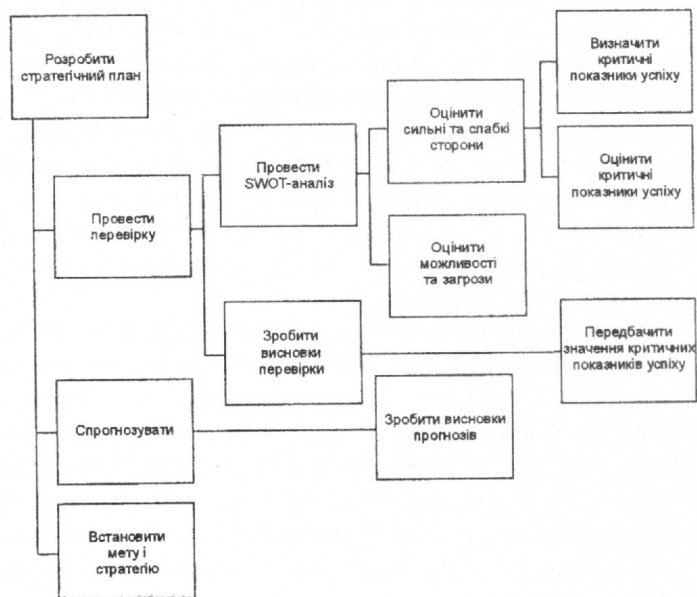 Розробити
стратегічний план
Провести
перевірку
Провести
SWOT-аналіз
Оцінити
сильні та слабкі
сторони
Визначити
критичні
показники успіху
Оцінити
критичні
показники успіху
Оцінити
можливості
та загрози
Зробити
висновки
перевірки
Передбачити
значення критичних
показників успіху
Спрогнозувати
Зробити висновки
прогнозів
Встановити
мету і
стратегію